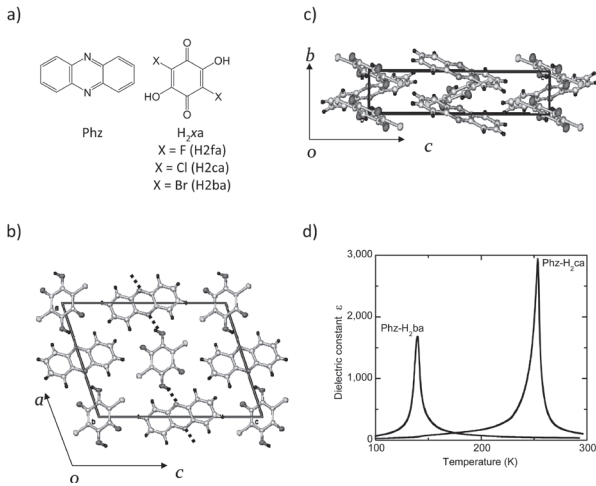 a)
N
N
Phz
O
X
OH
HO
X
O
H₂xa
X = F (H2fa)
X = Cl (H2ca)
X = Br (H2ba)
c)
b
o
c
b)
a
b
c
a
o
c
d)
3,000
2,000
1,000
0
Dielectric constant ε
Phz-H₂ca
Phz-H₂ba
100
200
300
Temperature (K)